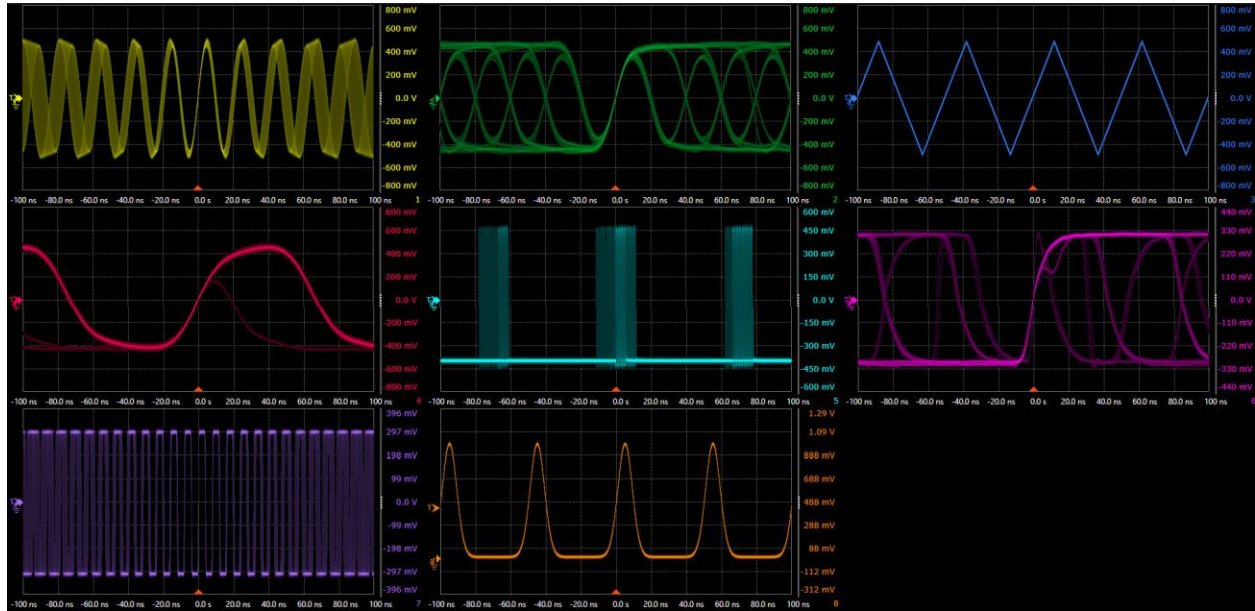 800 mV
600 mV
400 mV
200 mV
0.0 V
-200 mV
-400 mV
-600 mV
-800 mV
-100 ns -80.0 ns -60.0 ns -40.0 ns -20.0 ns 0.0 s 20.0 ns 40.0 ns 60.0 ns 80.0 ns 100 ns
1
800 mV
600 mV
400 mV
200 mV
0.0 V
-200 mV
-400 mV
-600 mV
-800 mV
-100 ns -80.0 ns -60.0 ns -40.0 ns -20.0 ns 0.0 s 20.0 ns 40.0 ns 60.0 ns 80.0 ns 100 ns
2
800 mV
600 mV
400 mV
200 mV
0.0 V
-200 mV
-400 mV
-600 mV
-800 mV
-100 ns -80.0 ns -60.0 ns -40.0 ns -20.0 ns 0.0 s 20.0 ns 40.0 ns 60.0 ns 80.0 ns 100 ns
3
800 mV
600 mV
400 mV
200 mV
0.0 V
-200 mV
-400 mV
-600 mV
-800 mV
-100 ns -80.0 ns -60.0 ns -40.0 ns -20.0 ns 0.0 s 20.0 ns 40.0 ns 60.0 ns 80.0 ns 100 ns
4
600 mV
450 mV
300 mV
150 mV
0.0 V
-150 mV
-300 mV
-450 mV
-600 mV
-100 ns -80.0 ns -60.0 ns -40.0 ns -20.0 ns 0.0 s 20.0 ns 40.0 ns 60.0 ns 80.0 ns 100 ns
5
440 mV
330 mV
220 mV
110 mV
0.0 V
-110 mV
-220 mV
-330 mV
-440 mV
-100 ns -80.0 ns -60.0 ns -40.0 ns -20.0 ns 0.0 s 20.0 ns 40.0 ns 60.0 ns 80.0 ns 100 ns
6
396 mV
297 mV
198 mV
99 mV
0.0 V
-99 mV
-198 mV
-297 mV
-396 mV
-100 ns -80.0 ns -60.0 ns -40.0 ns -20.0 ns 0.0 s 20.0 ns 40.0 ns 60.0 ns 80.0 ns 100 ns
7
1.29 V
1.09 V
888 mV
688 mV
488 mV
288 mV
88 mV
-112 mV
-312 mV
-100 ns -80.0 ns -60.0 ns -40.0 ns -20.0 ns 0.0 s 20.0 ns 40.0 ns 60.0 ns 80.0 ns 100 ns
8